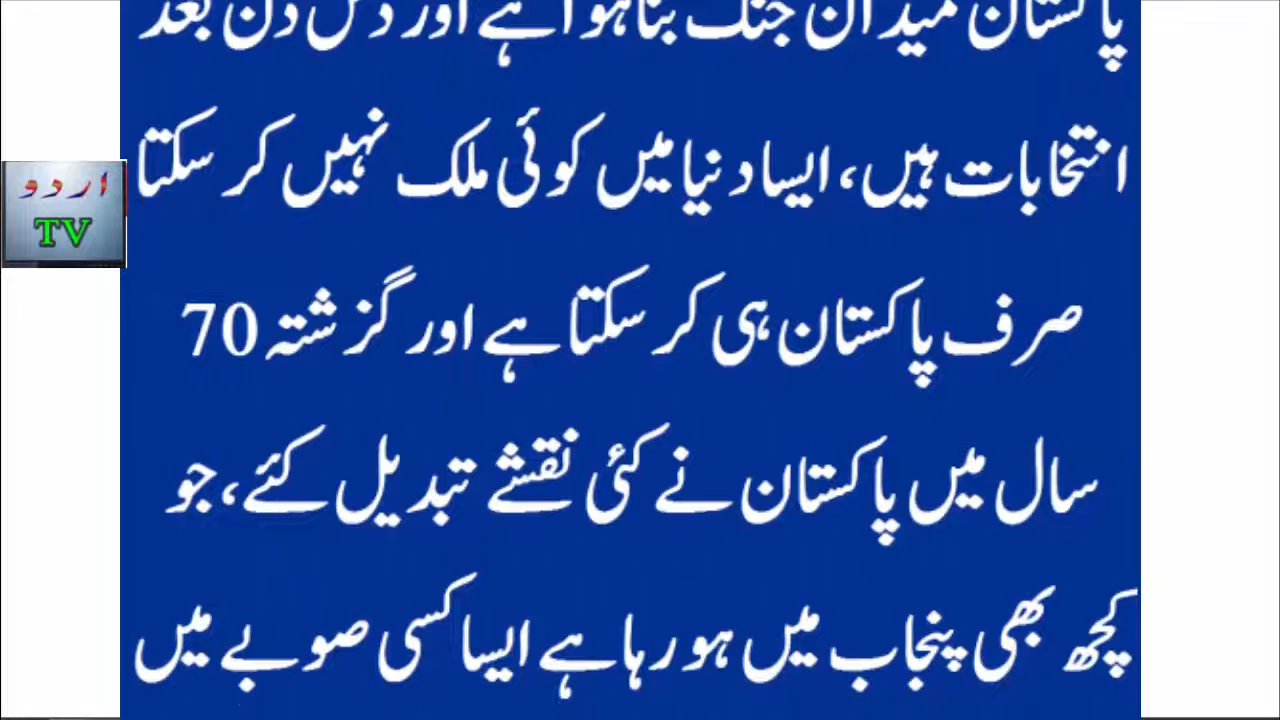 پاکستان میدان جنگ بنا ہوا ہے اور دس دن بعد
انتخابات ہیں، ایسا دنیا میں کوئی ملک نہیں کر سکتا
صرف پاکستان ہی کر سکتا ہے اور گزشتہ 70
سال میں پاکستان نے کئی نقشے تبدیل کئے، جو
کچھ بھی پنجاب میں ہو رہا ہے ایسا کسی صوبے میں
اردو
TV